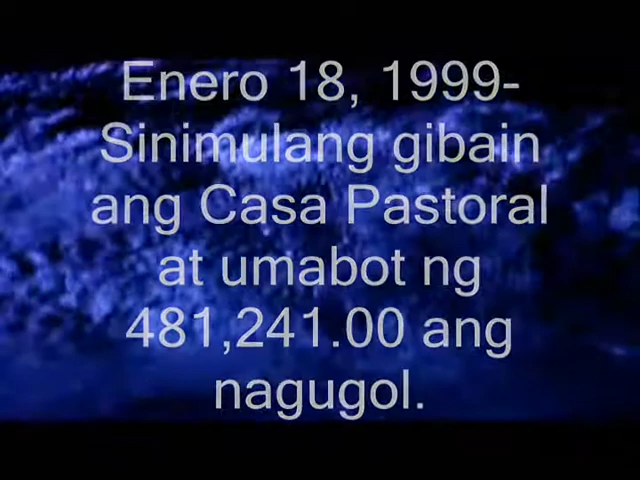 Enero 18, 1999-
Sinimulang gibain
ang Casa Pastoral
at umabot ng
481,241.00 ang
nagugol.